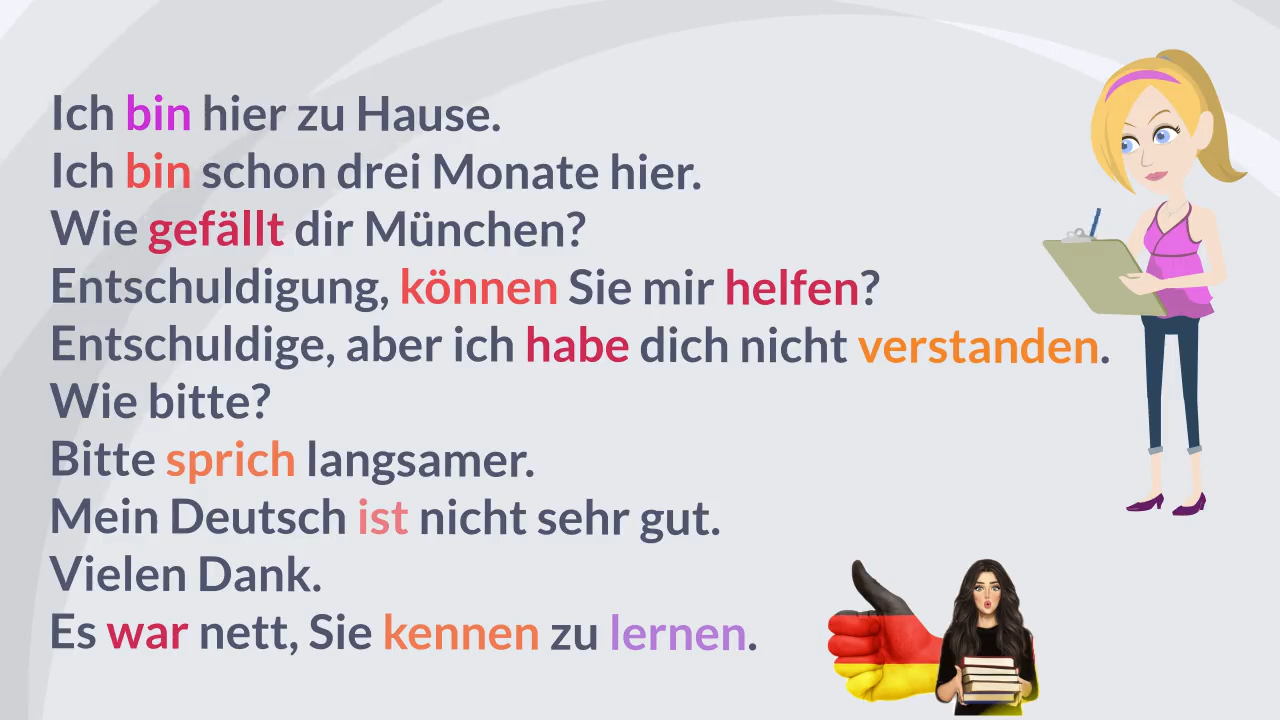 Ich bin hier zu Hause.
Ich bin schon drei Monate hier.
Wie gefällt dir München?
Entschuldigung, können Sie mir helfen?
Entschuldige, aber ich habe dich nicht verstanden.
Wie bitte?
Bitte sprich langsamer.
Mein Deutsch ist nicht sehr gut.
Vielen Dank.
Es war nett, Sie kennen zu lernen.